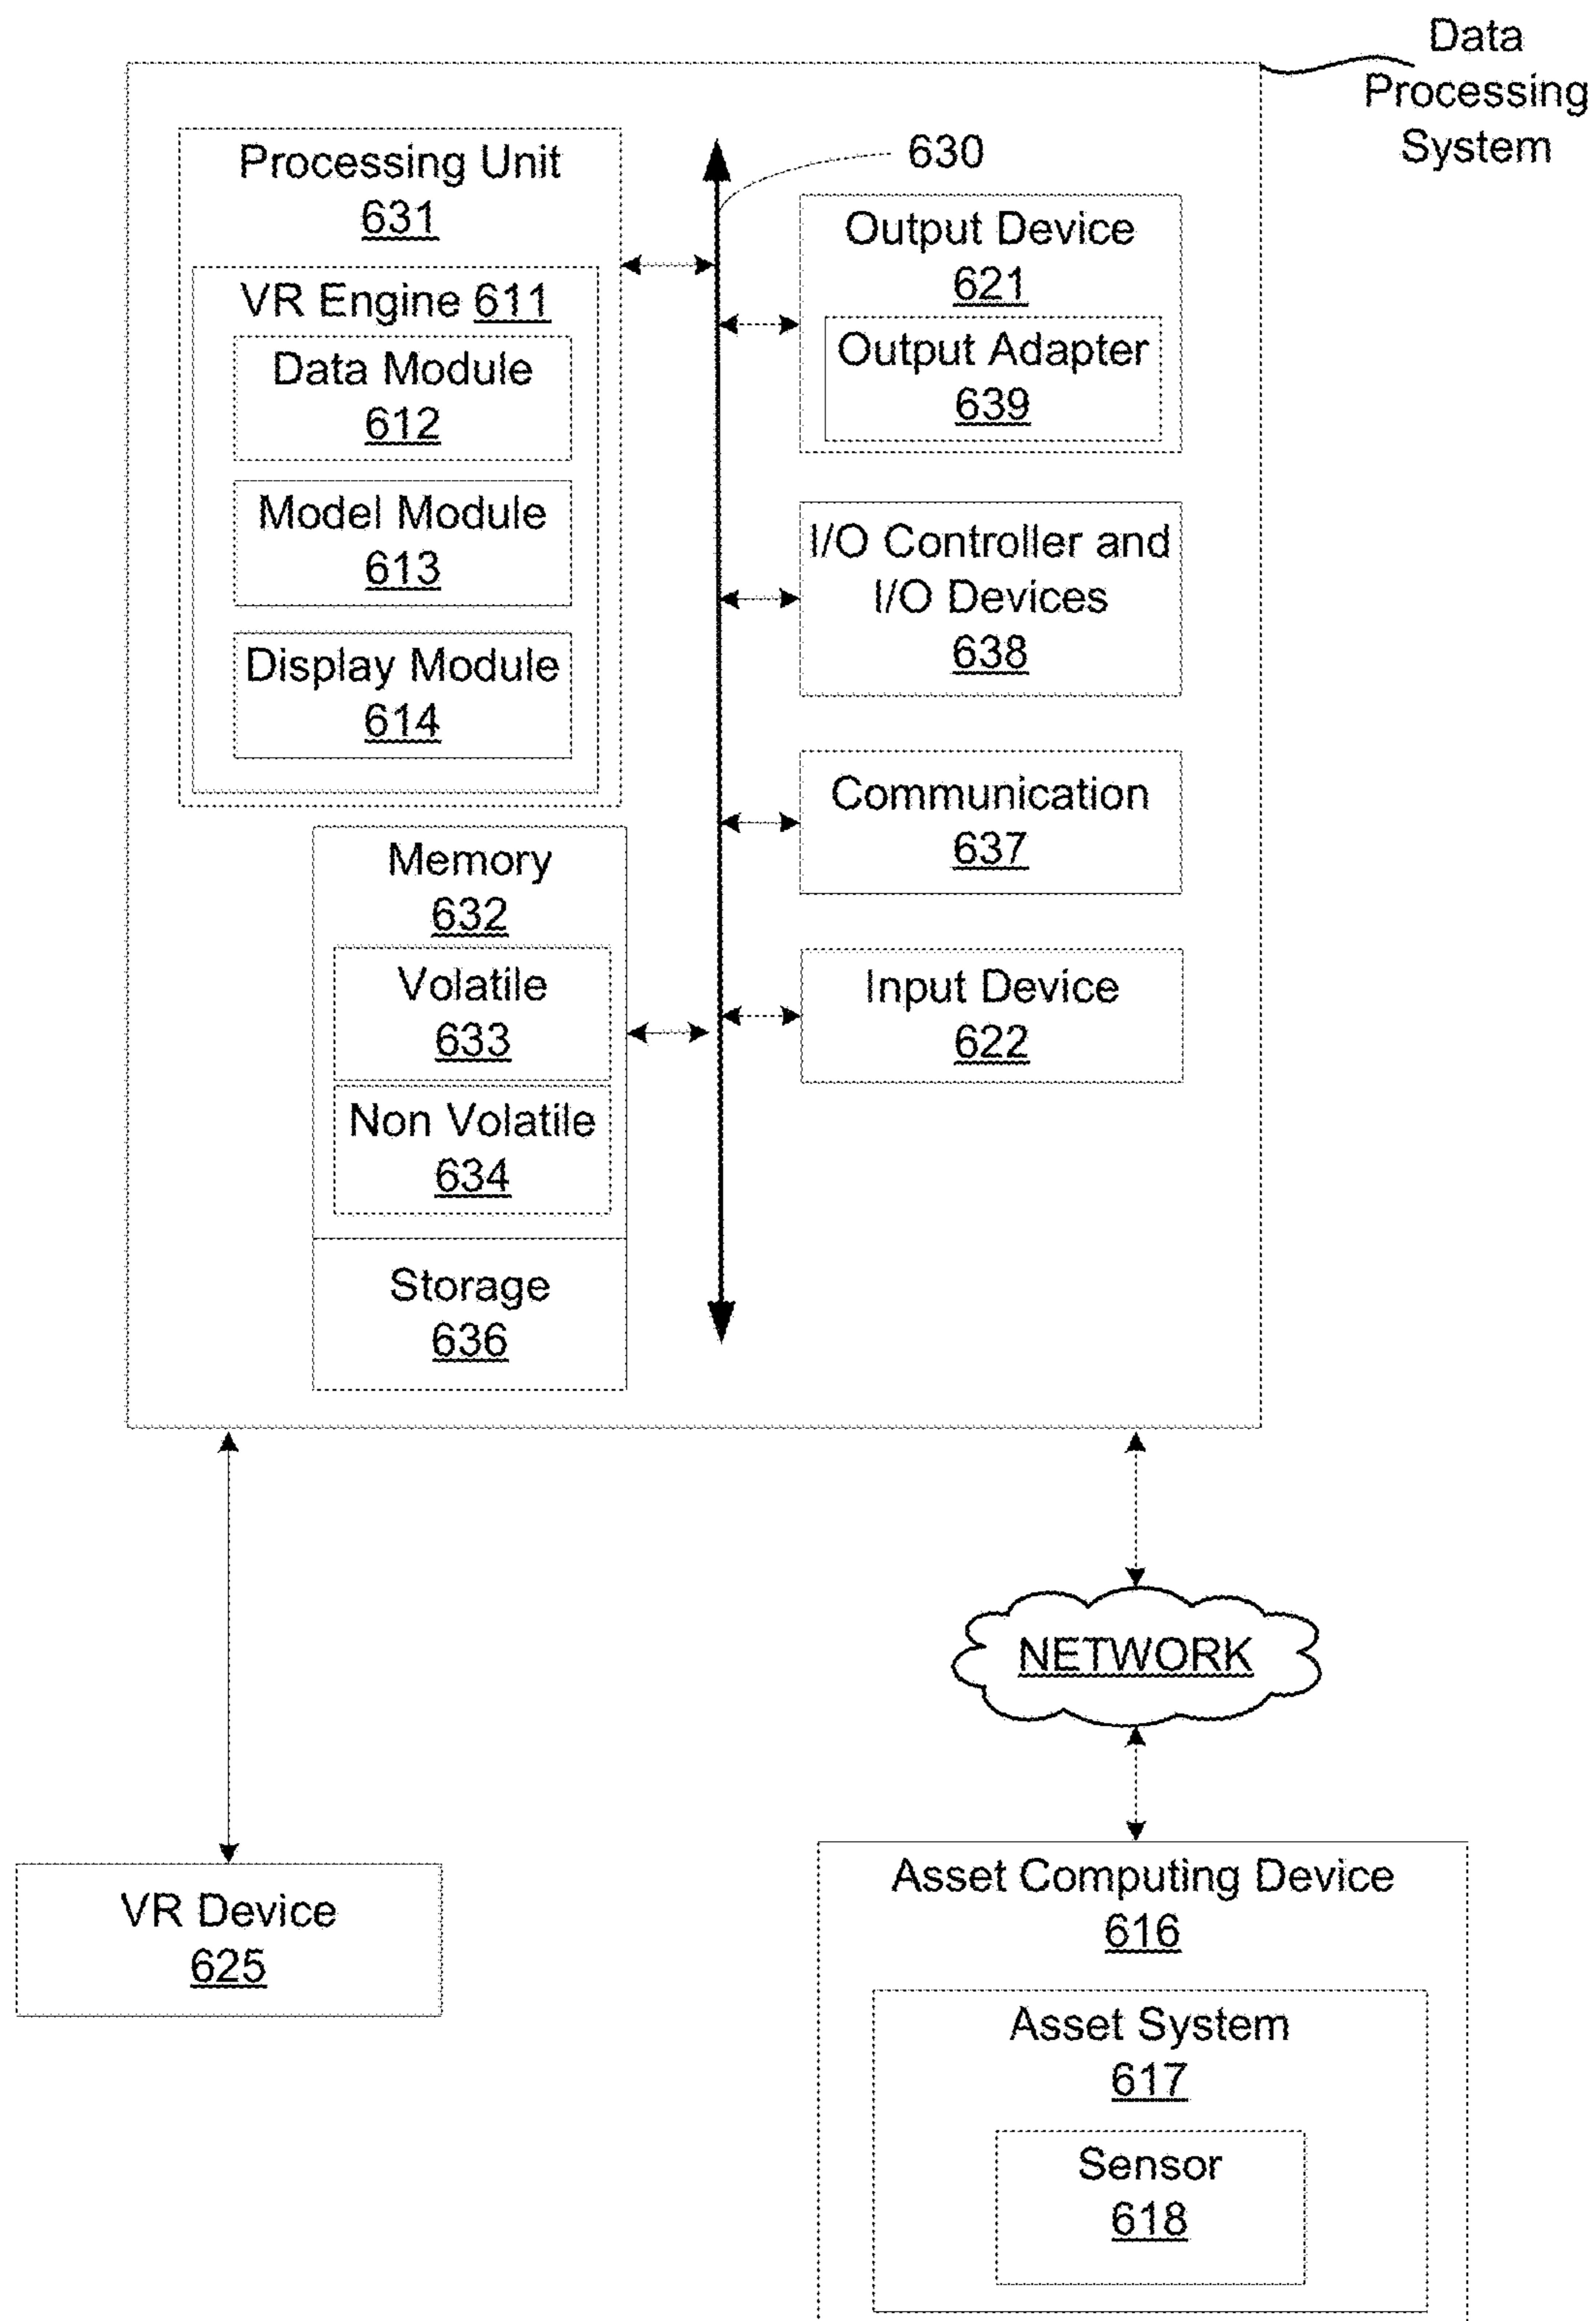 Data
Processing
System
Processing Unit
631
VR Engine 611
Data Module
612
Model Module
613
Display Module
614
Memory
632
Volatile
633
Non Volatile
634
Storage
636
630
Output Device
621
Output Adapter
639
I/O Controller and
I/O Devices
638
Communication
637
Input Device
622
NETWORK
VR Device
625
Asset Computing Device
616
Asset System
617
Sensor
618